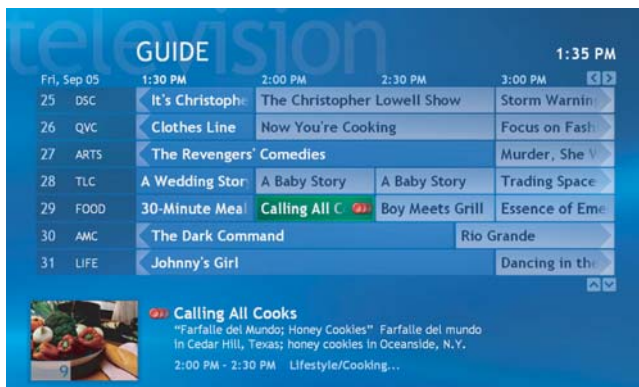 television
GUIDE
1:35 PM
Fri, Sep 05 1:30 PM 2:00 PM 2:30 PM 3:00 PM
25 DSC It's Christophe The Christopher Lowell Show Storm Warnin
26 QVC Clothes Line Now You're Cooking Focus on Fash
27 ARTS The Revengers' Comedies Murder, She V
28 TLC A Wedding Stor A Baby Story A Baby Story Trading Space
29 FOOD 30-Minute Meal Calling All C Boy Meets Grill Essence of Eme
30 AMC The Dark Command Rio Grande
31 LIFE Johnny's Girl Dancing in the
Calling All Cooks
"Farfalle del Mundo; Honey Cookies" Farfalle del mundo
in Cedar Hill, Texas; honey cookies in Oceanside, N.Y.
9
2:00 PM - 2:30 PM Lifestyle/Cooking...